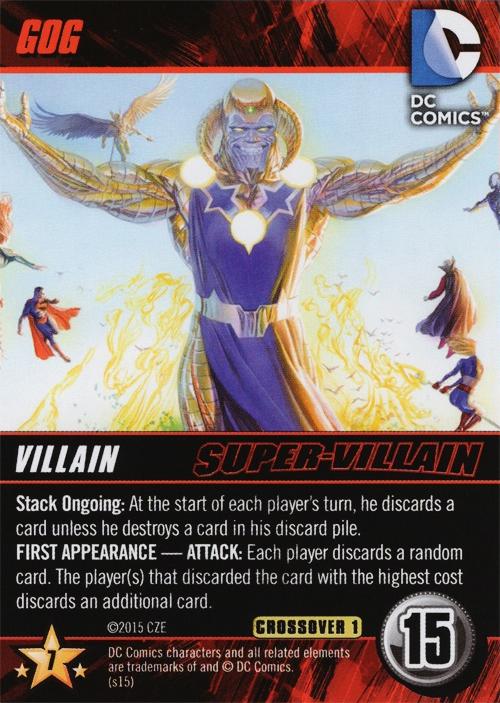 GOG
DC
COMICS™
VILLAIN
SUPER-VILLAIN
Stack Ongoing: At the start of each player's turn, he discards a
card unless he destroys a card in his discard pile.
FIRST APPEARANCE — ATTACK: Each player discards a random
card. The player(s) that discarded the card with the highest cost
discards an additional card.
©2015 CZE
CROSSOVER 1
15
7
DC Comics characters and all related elements
are trademarks of and © DC Comics.
(s15)